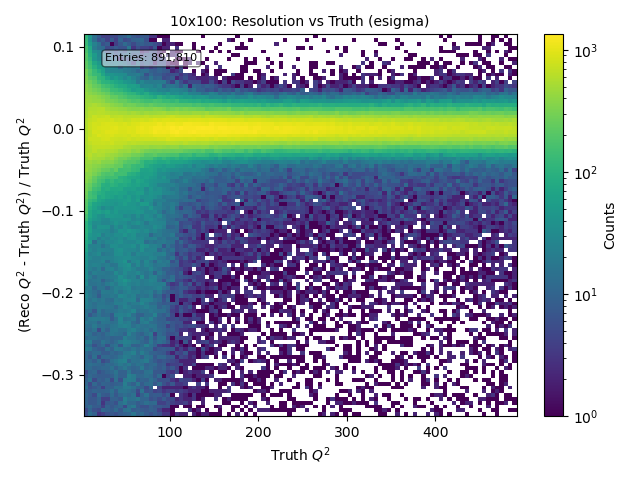 10x100: Resolution vs Truth (esigma)
Entries: 891,810
(Reco Q² - Truth Q²) / Truth Q²
0.1
0.0
−0.1
−0.2
−0.3
100
200
300
400
Truth Q²
10³
10²
10¹
10⁰
Counts